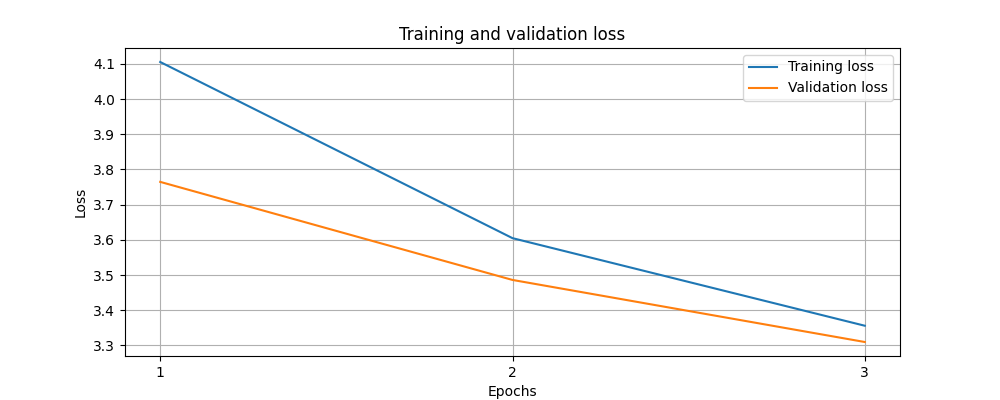 Training and validation loss
Training loss
Validation loss
4.1
4.0
3.9
3.8
3.7
3.6
3.5
3.4
3.3
Loss
1
2
3
Epochs